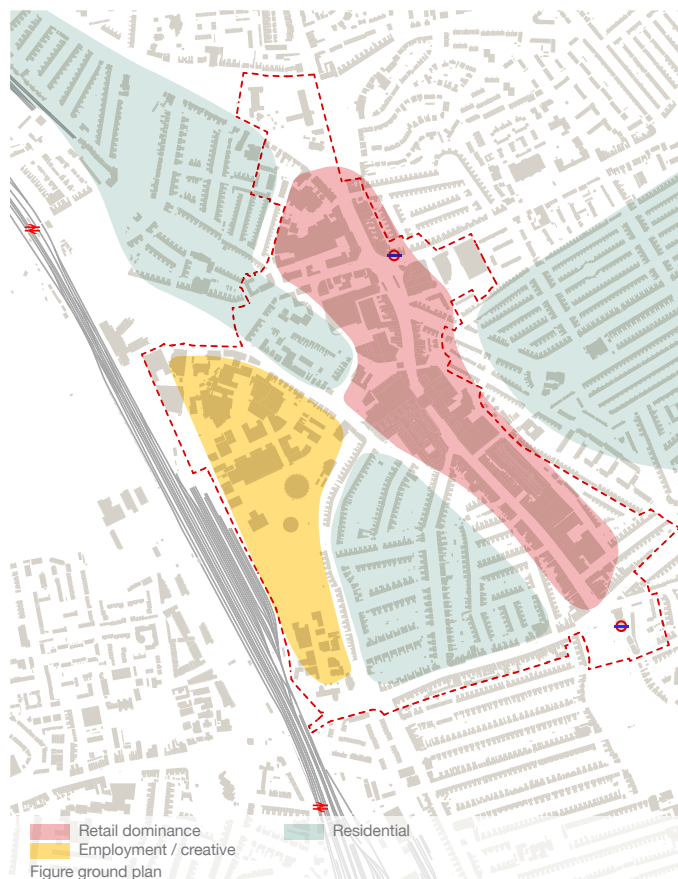 Retail dominance
Residential
Employment / creative
Figure ground plan